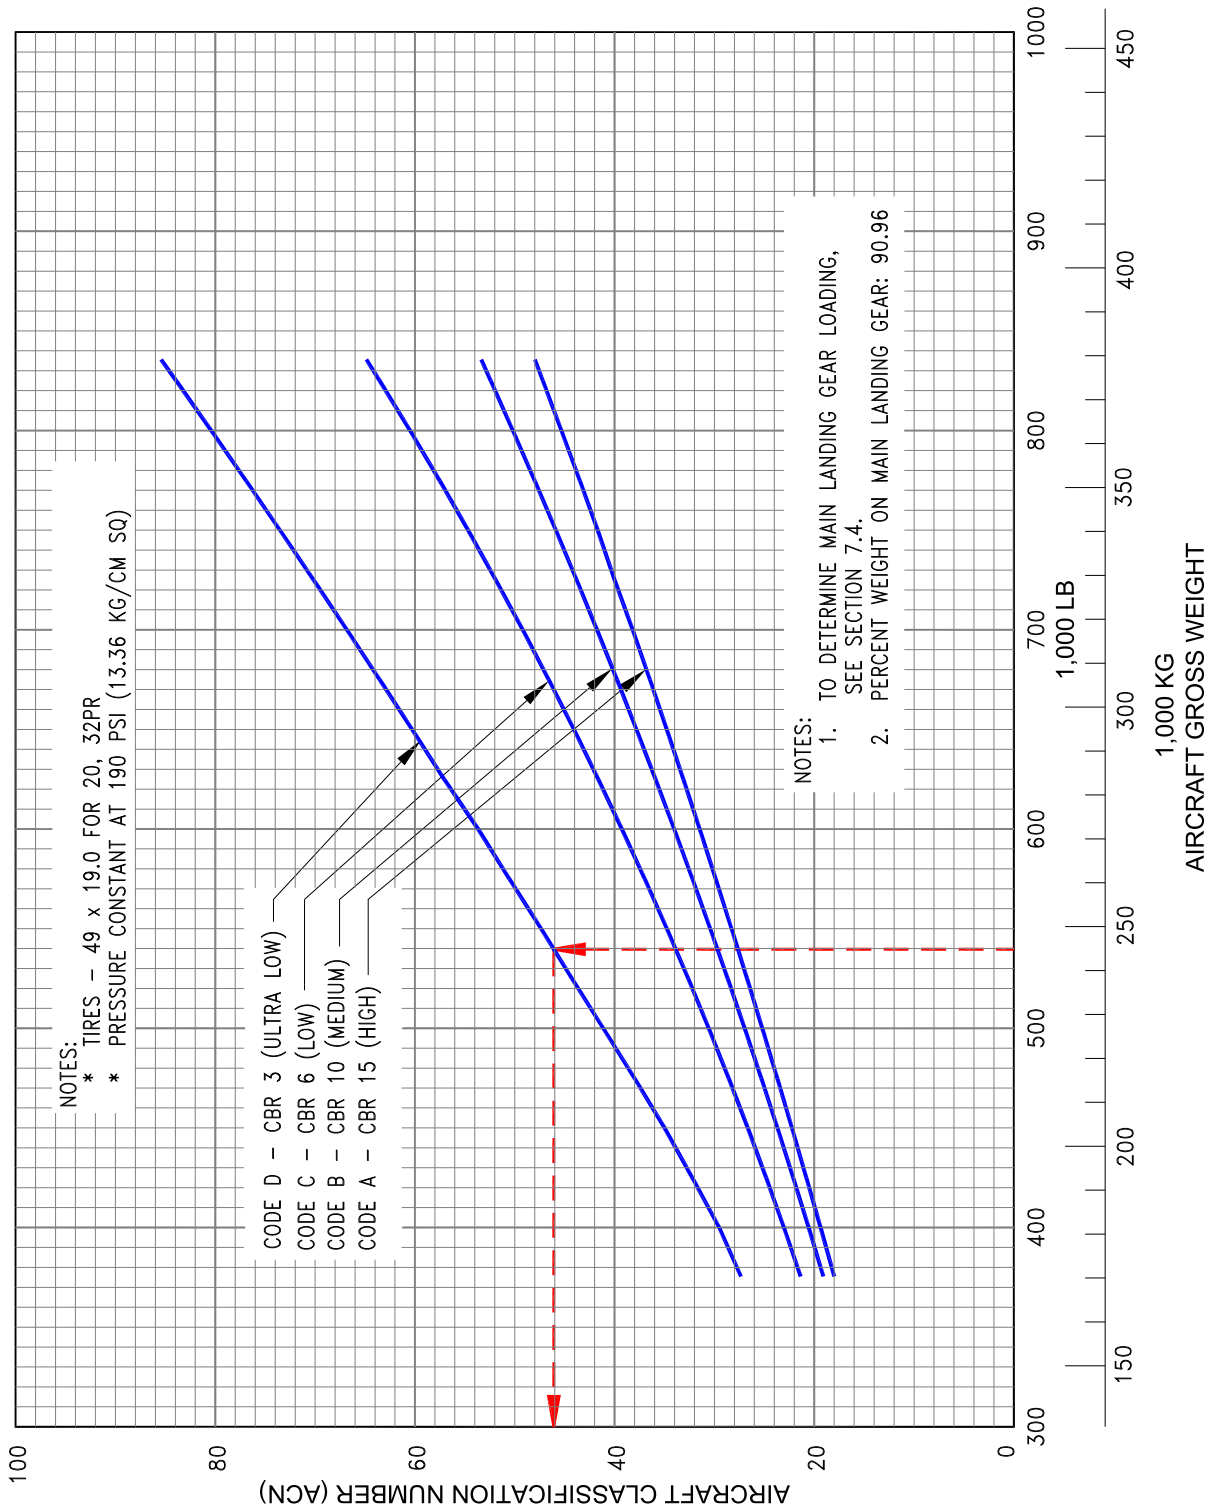 NOTES:
* TIRES - 49 x 19.0 FOR 20, 32PR
* PRESSURE CONSTANT AT 190 PSI (13.36 KG/CM SQ)
CODE D - CBR 3 (ULTRA LOW)
CODE C - CBR 6 (LOW)
CODE B - CBR 10 (MEDIUM)
CODE A - CBR 15 (HIGH)
NOTES:
1. TO DETERMINE MAIN LANDING GEAR LOADING,
SEE SECTION 7.4.
2. PERCENT WEIGHT ON MAIN LANDING GEAR: 90.96
AIRCRAFT CLASSIFICATION NUMBER (ACN)
100
80
60
40
20
0
300 400 500 600 700 800 900 1000
1,000 LB
150 200 250 300 350 400 450
1,000 KG
AIRCRAFT GROSS WEIGHT